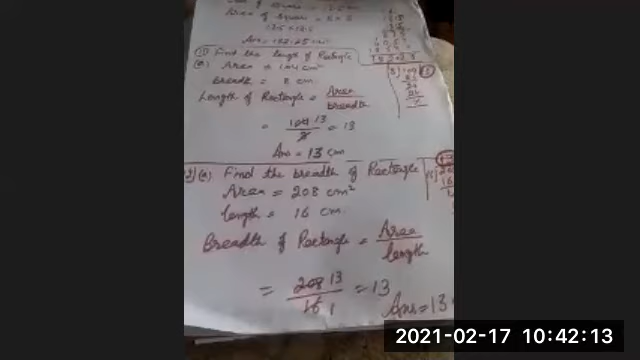 Area of Square = S × S
Ans =
① Find the length of Rectangle
(a) Area = 104 cm²
breadth = 8 cm.
Length of Rectangle = Area / breadth
= 104 13 / 8 = 13
Ans = 13 cm
2) (a) Find the breadth of Rectangle
Area = 208 cm²
length = 16 cm.
Breadth of Rectangle = Area / length
= 208 13 / 16 1 = 13
Ans = 13
2021-02-17 10:42:13